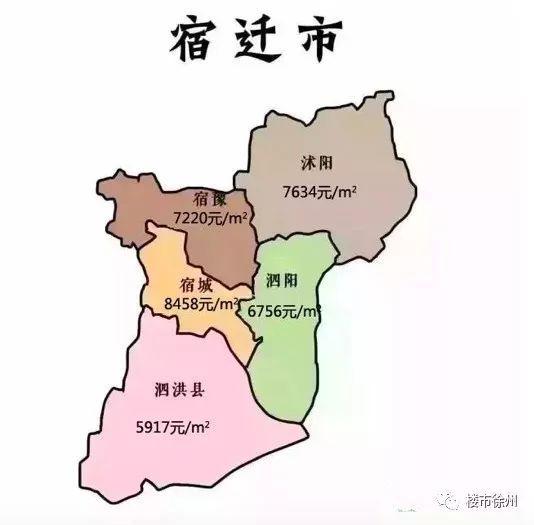 宿迁市
沭阳
7634元/m²
宿豫
7220元/m²
宿城
8458元/m²
泗阳
6756元/m²
泗洪县
5917元/m²
楼市徐州